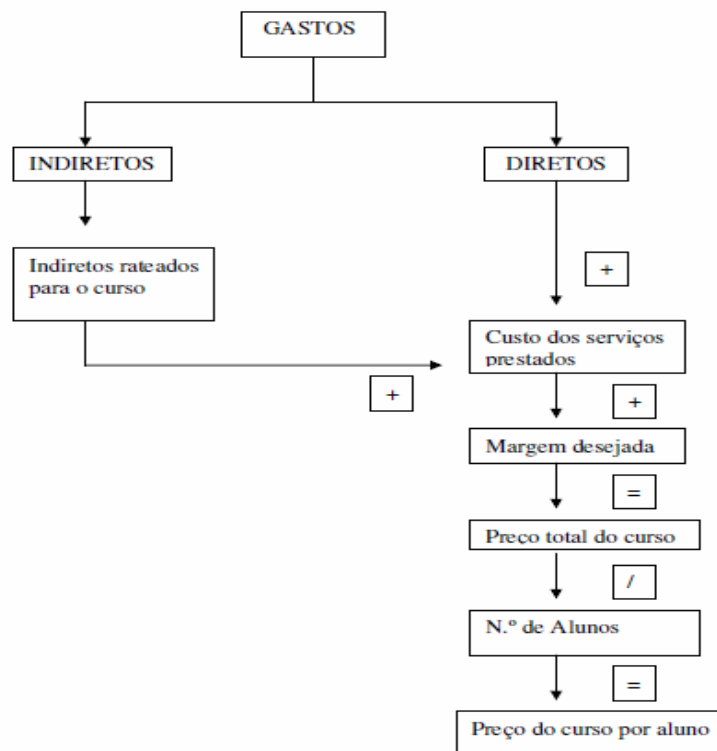 GASTOS
INDIRETOS
DIRETOS
Indiretos rateados
para o curso
+
Custo dos serviços
prestados
+
+
Margem desejada
=
Preço total do curso
/
N.º de Alunos
=
Preço do curso por aluno